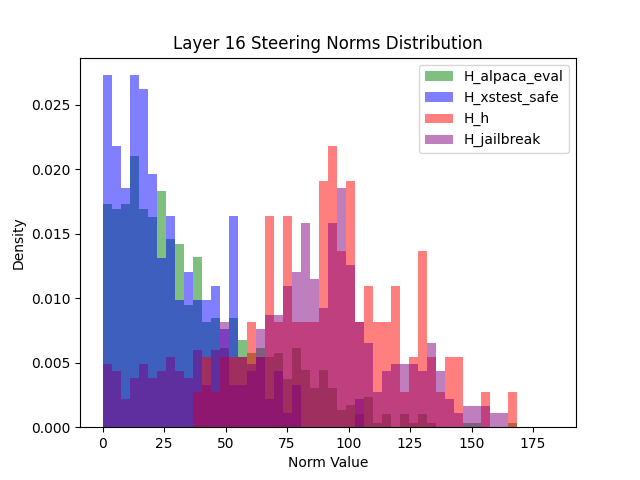 Layer 16 Steering Norms Distribution
H_alpaca_eval
H_xstest_safe
H_h
H_jailbreak
Density
0.025
0.020
0.015
0.010
0.005
0.000
0 25 50 75 100 125 150 175
Norm Value